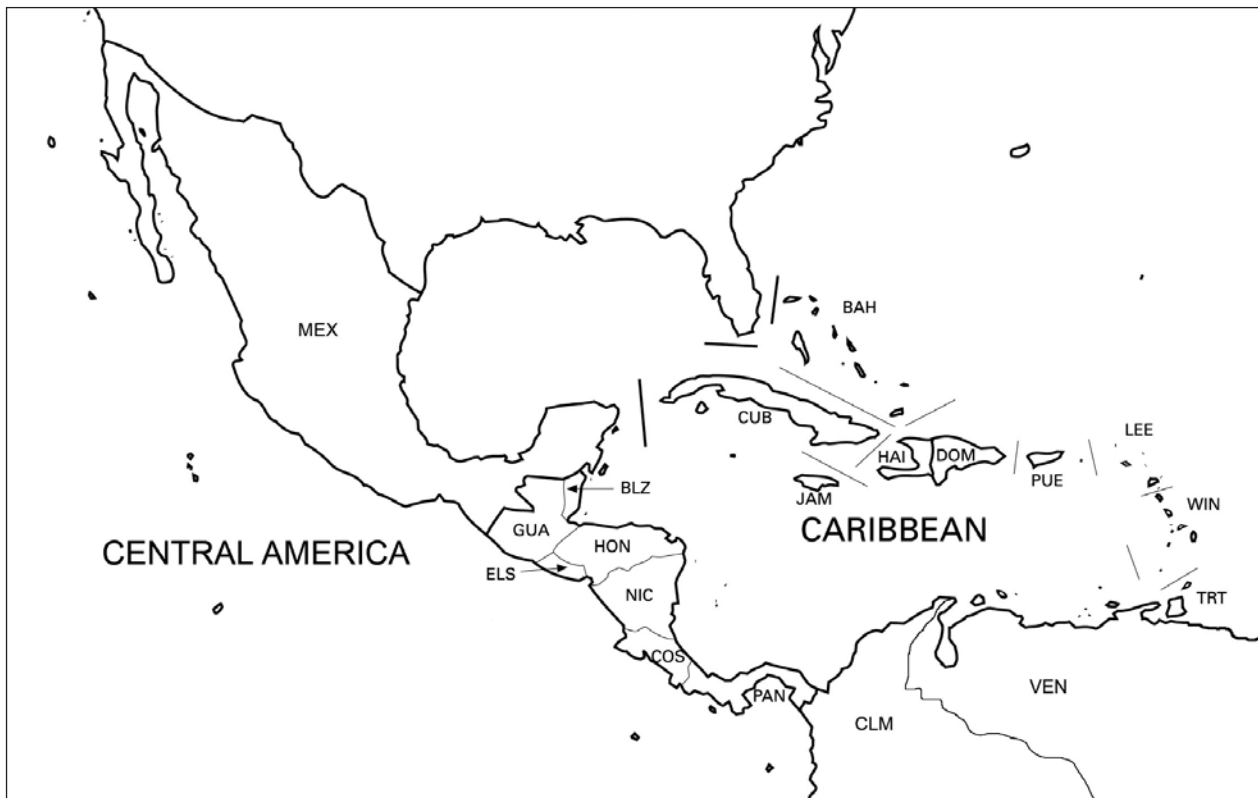 BAH
MEX
CUB
LEE
HAI
DOM
PUE
BLZ
JAM
WIN
GUA
CARIBBEAN
HON
CENTRAL AMERICA
ELS
NIC
TRT
COS
VEN
PAN
CLM